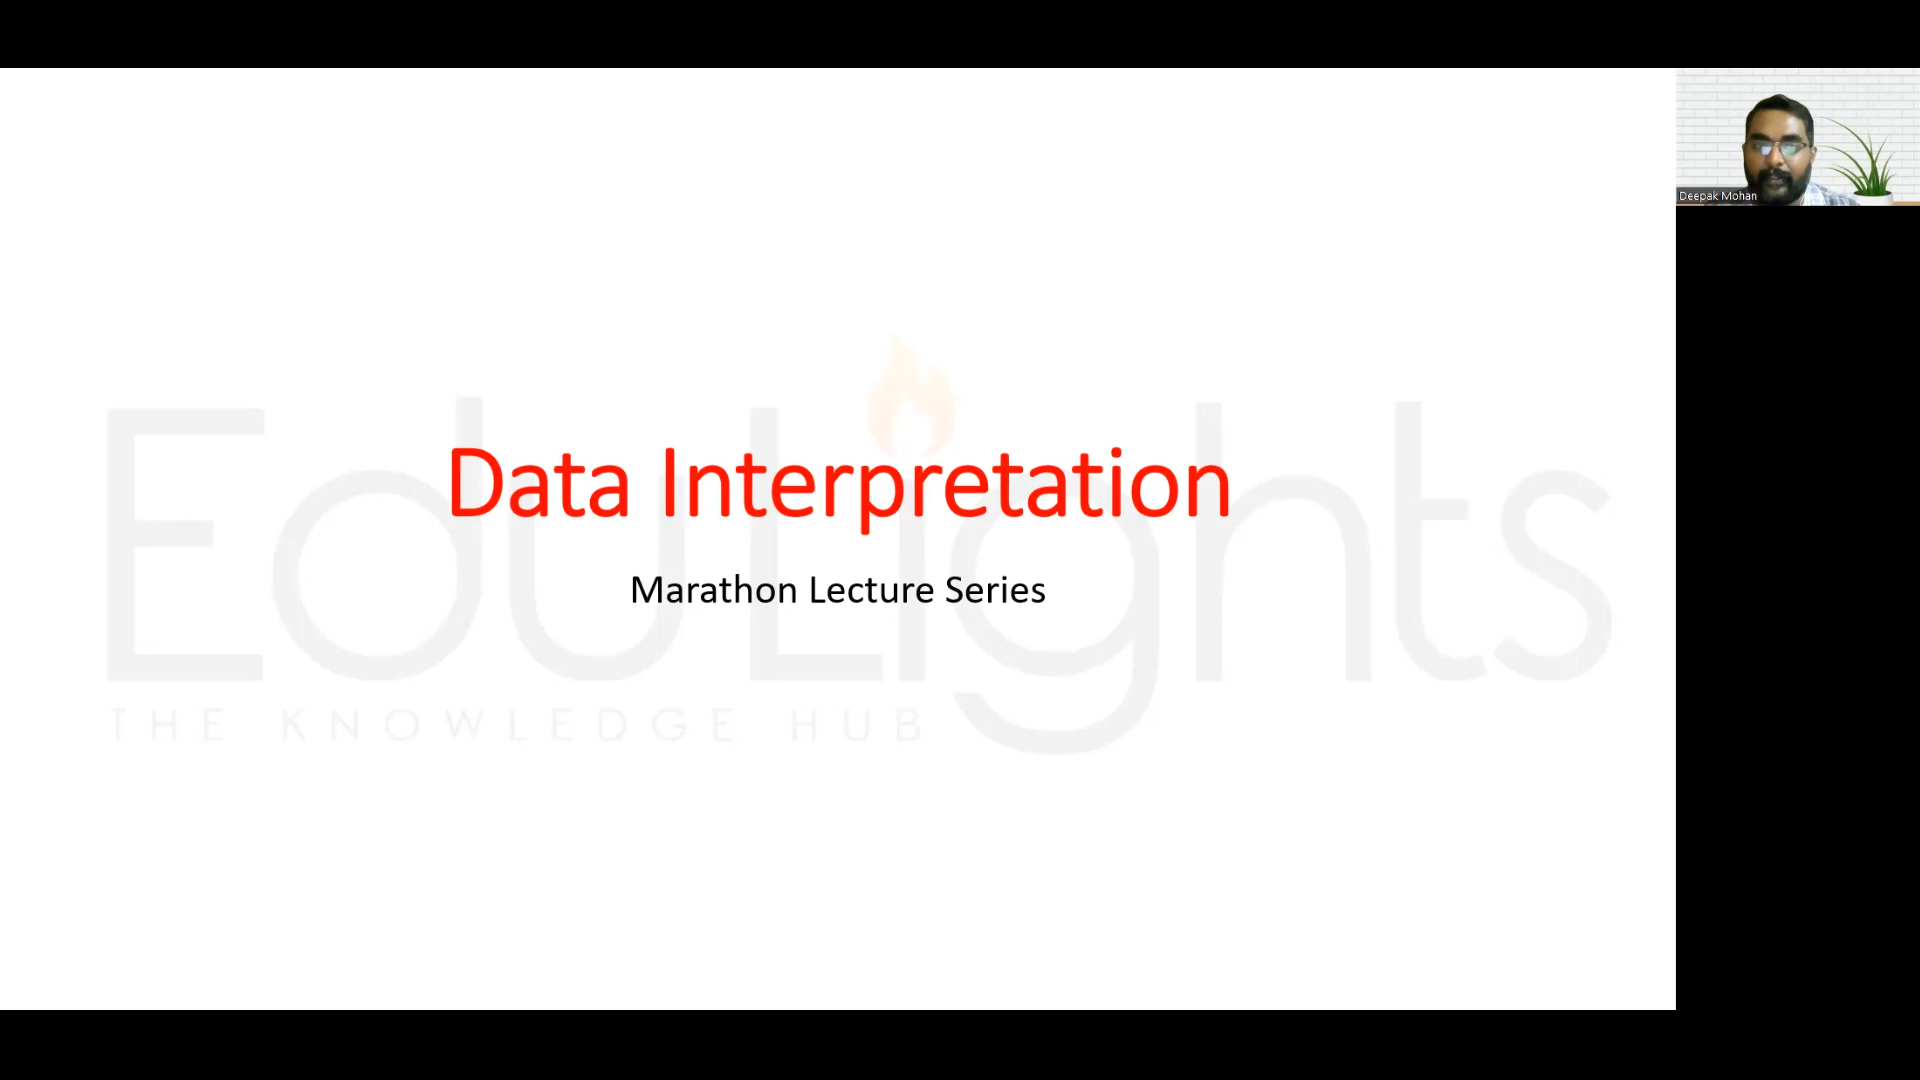 Data Interpretation
Marathon Lecture Series
EduLights
THE KNOWLEDGE HUB
Deepak Mohan